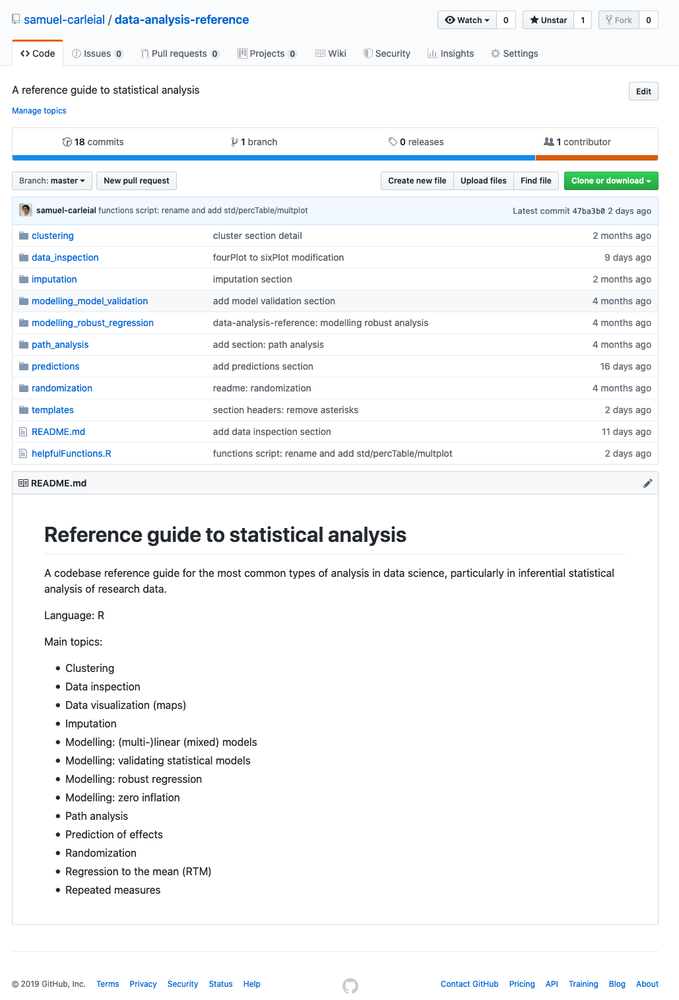 samuel-carleial / data-analysis-reference Watch 0 Unstar 1 Fork 0
Code Issues 0 Pull requests 0 Projects 0 Wiki Security Insights Settings
A reference guide to statistical analysis Edit
Manage topics
18 commits 1 branch 0 releases 1 contributor
Branch: master New pull request Create new file Upload files Find file Clone or download
samuel-carleial functions script: rename and add std/percTable/multplot Latest commit 47ba3b0 2 days ago
clustering cluster section detail 2 months ago
data_inspection fourPlot to sixPlot modification 9 days ago
imputation imputation section 2 months ago
modelling_model_validation add model validation section 4 months ago
modelling_robust_regression data-analysis-reference: modelling robust analysis 4 months ago
path_analysis add section: path analysis 4 months ago
predictions add predictions section 16 days ago
randomization readme: randomization 4 months ago
templates section headers: remove asterisks 2 days ago
README.md add data inspection section 11 days ago
helpfulFunctions.R functions script: rename and add std/percTable/multplot 2 days ago
README.md
Reference guide to statistical analysis
A codebase reference guide for the most common types of analysis in data science, particularly in inferential statistical
analysis of research data.
Language: R
Main topics:
• Clustering
• Data inspection
• Data visualization (maps)
• Imputation
• Modelling: (multi-)linear (mixed) models
• Modelling: validating statistical models
• Modelling: robust regression
• Modelling: zero inflation
• Path analysis
• Prediction of effects
• Randomization
• Regression to the mean (RTM)
• Repeated measures
© 2019 GitHub, Inc. Terms Privacy Security Status Help Contact GitHub Pricing API Training Blog About